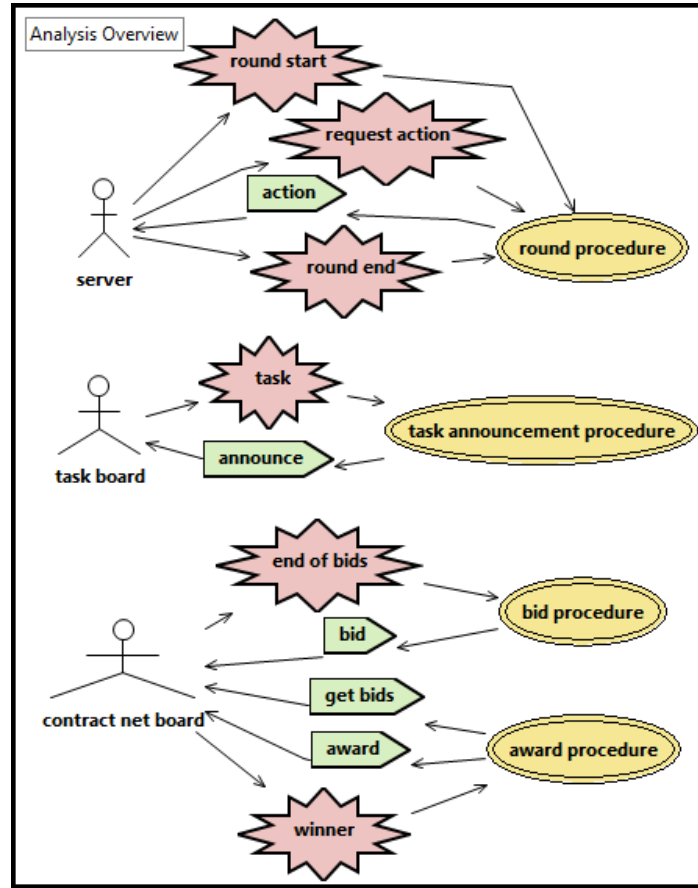 Analysis Overview
round start
request action
action
round procedure
round end
server
task
task announcement procedure
announce
task board
end of bids
bid procedure
bid
get bids
contract net board
award
award procedure
winner